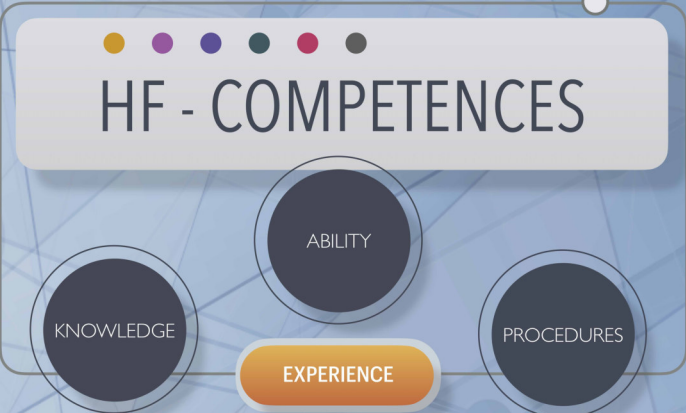 HF - COMPETENCES
ABILITY
KNOWLEDGE
PROCEDURES
EXPERIENCE